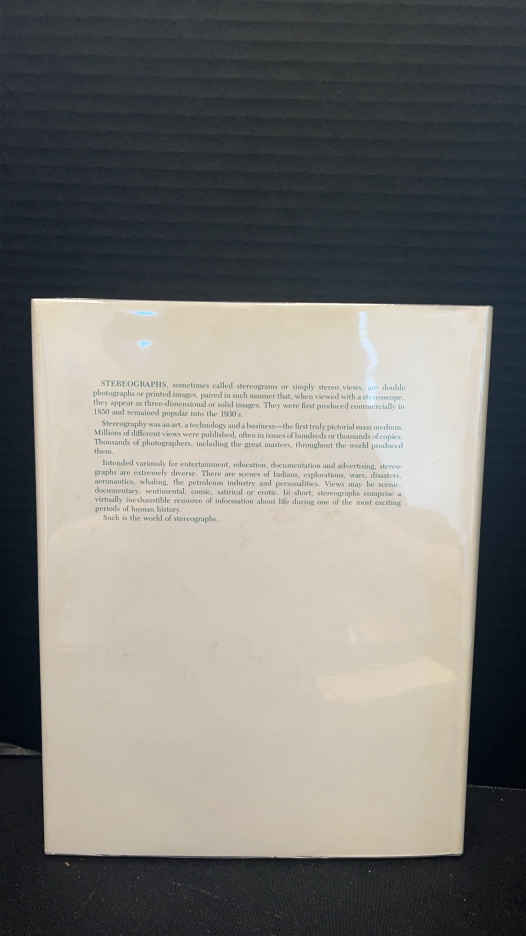 STEREOGRAPHS, sometimes called stereograms or simply stereo views, are double
photographs or printed images, paired in such manner that, when viewed with a stereoscope,
they appear as three-dimensional or solid images. They were first produced commercially in
1850 and remained popular into the 1930's.
Stereography was an art, a technology and a business—the first truly pictorial mass medium.
Millions of different views were published, often in issues of hundreds or thousands of copies.
Thousands of photographers, including the great masters, throughout the world produced
them.
Intended variously for entertainment, education, documentation and advertising, stereo-
graphs are extremely diverse. There are scenes of Indians, explorations, wars, disasters,
aeronautics, whaling, the petroleum industry and personalities. Views may be scenic,
documentary, sentimental, comic, satirical or erotic. In short, stereographs comprise a
virtually inexhaustible resource of information about life during one of the most exciting
periods of human history.
Such is the world of stereographs.